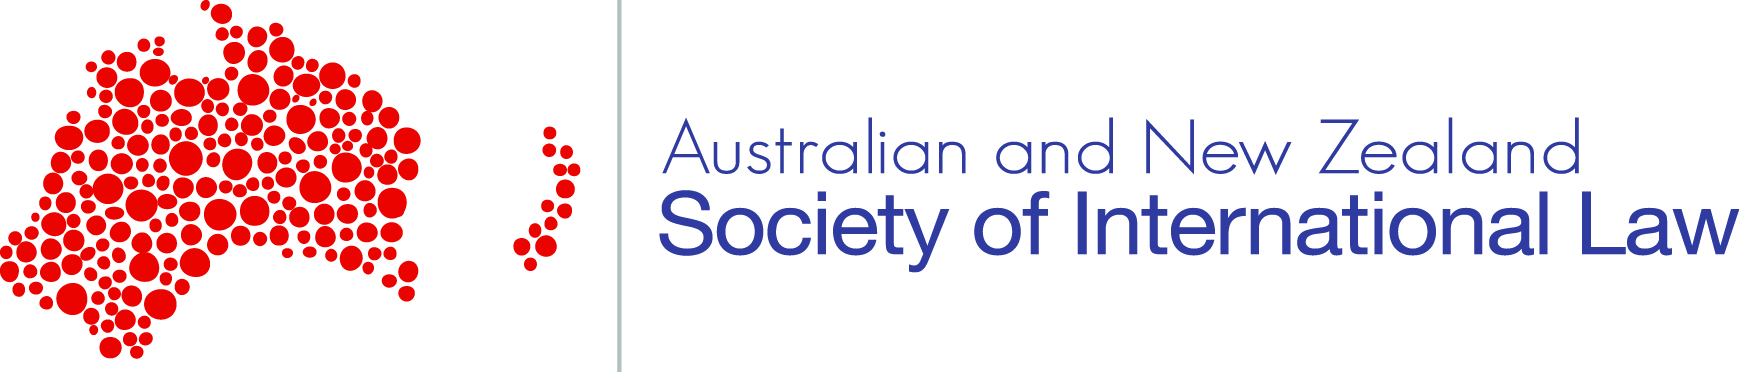 Australian and New Zealand
Society of International Law